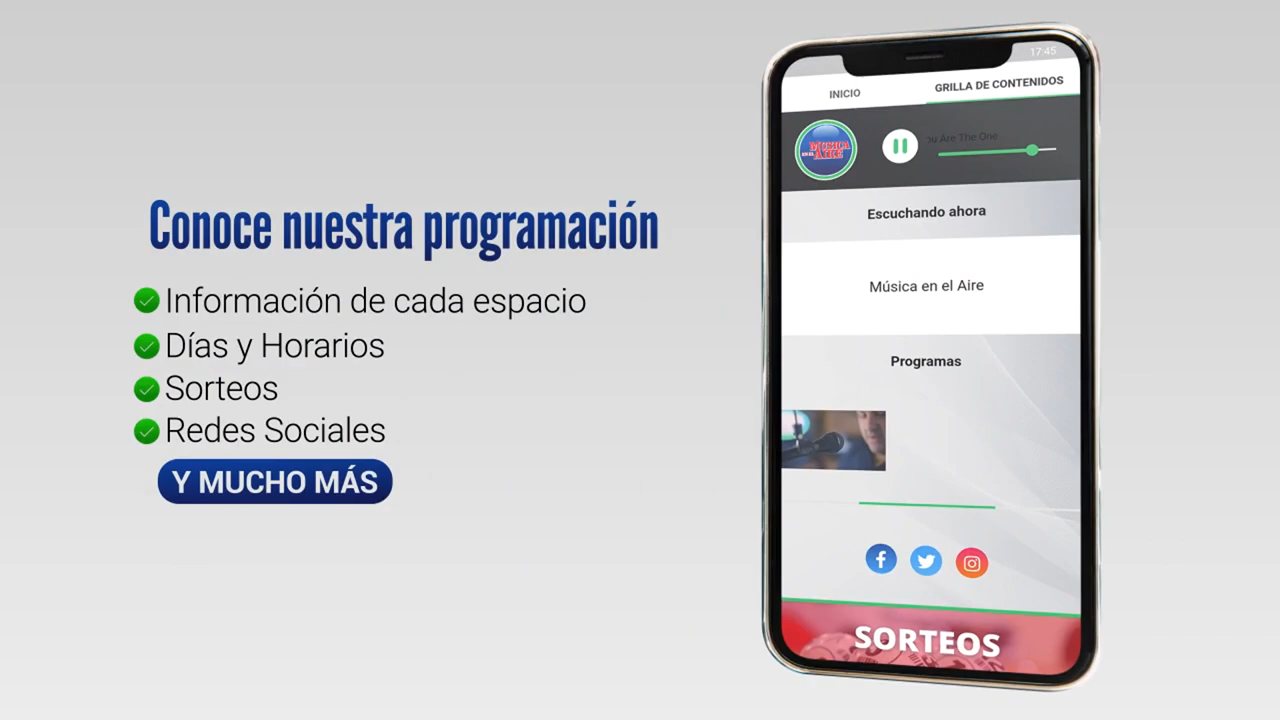 Conoce nuestra programación
Información de cada espacio
Días y Horarios
Sorteos
Redes Sociales
Y MUCHO MÁS
17:45
INICIO
GRILLA DE CONTENIDOS
MÚSICA
EN EL AIRE
ou Are The One
Escuchando ahora
Música en el Aire
Programas
SORTEOS